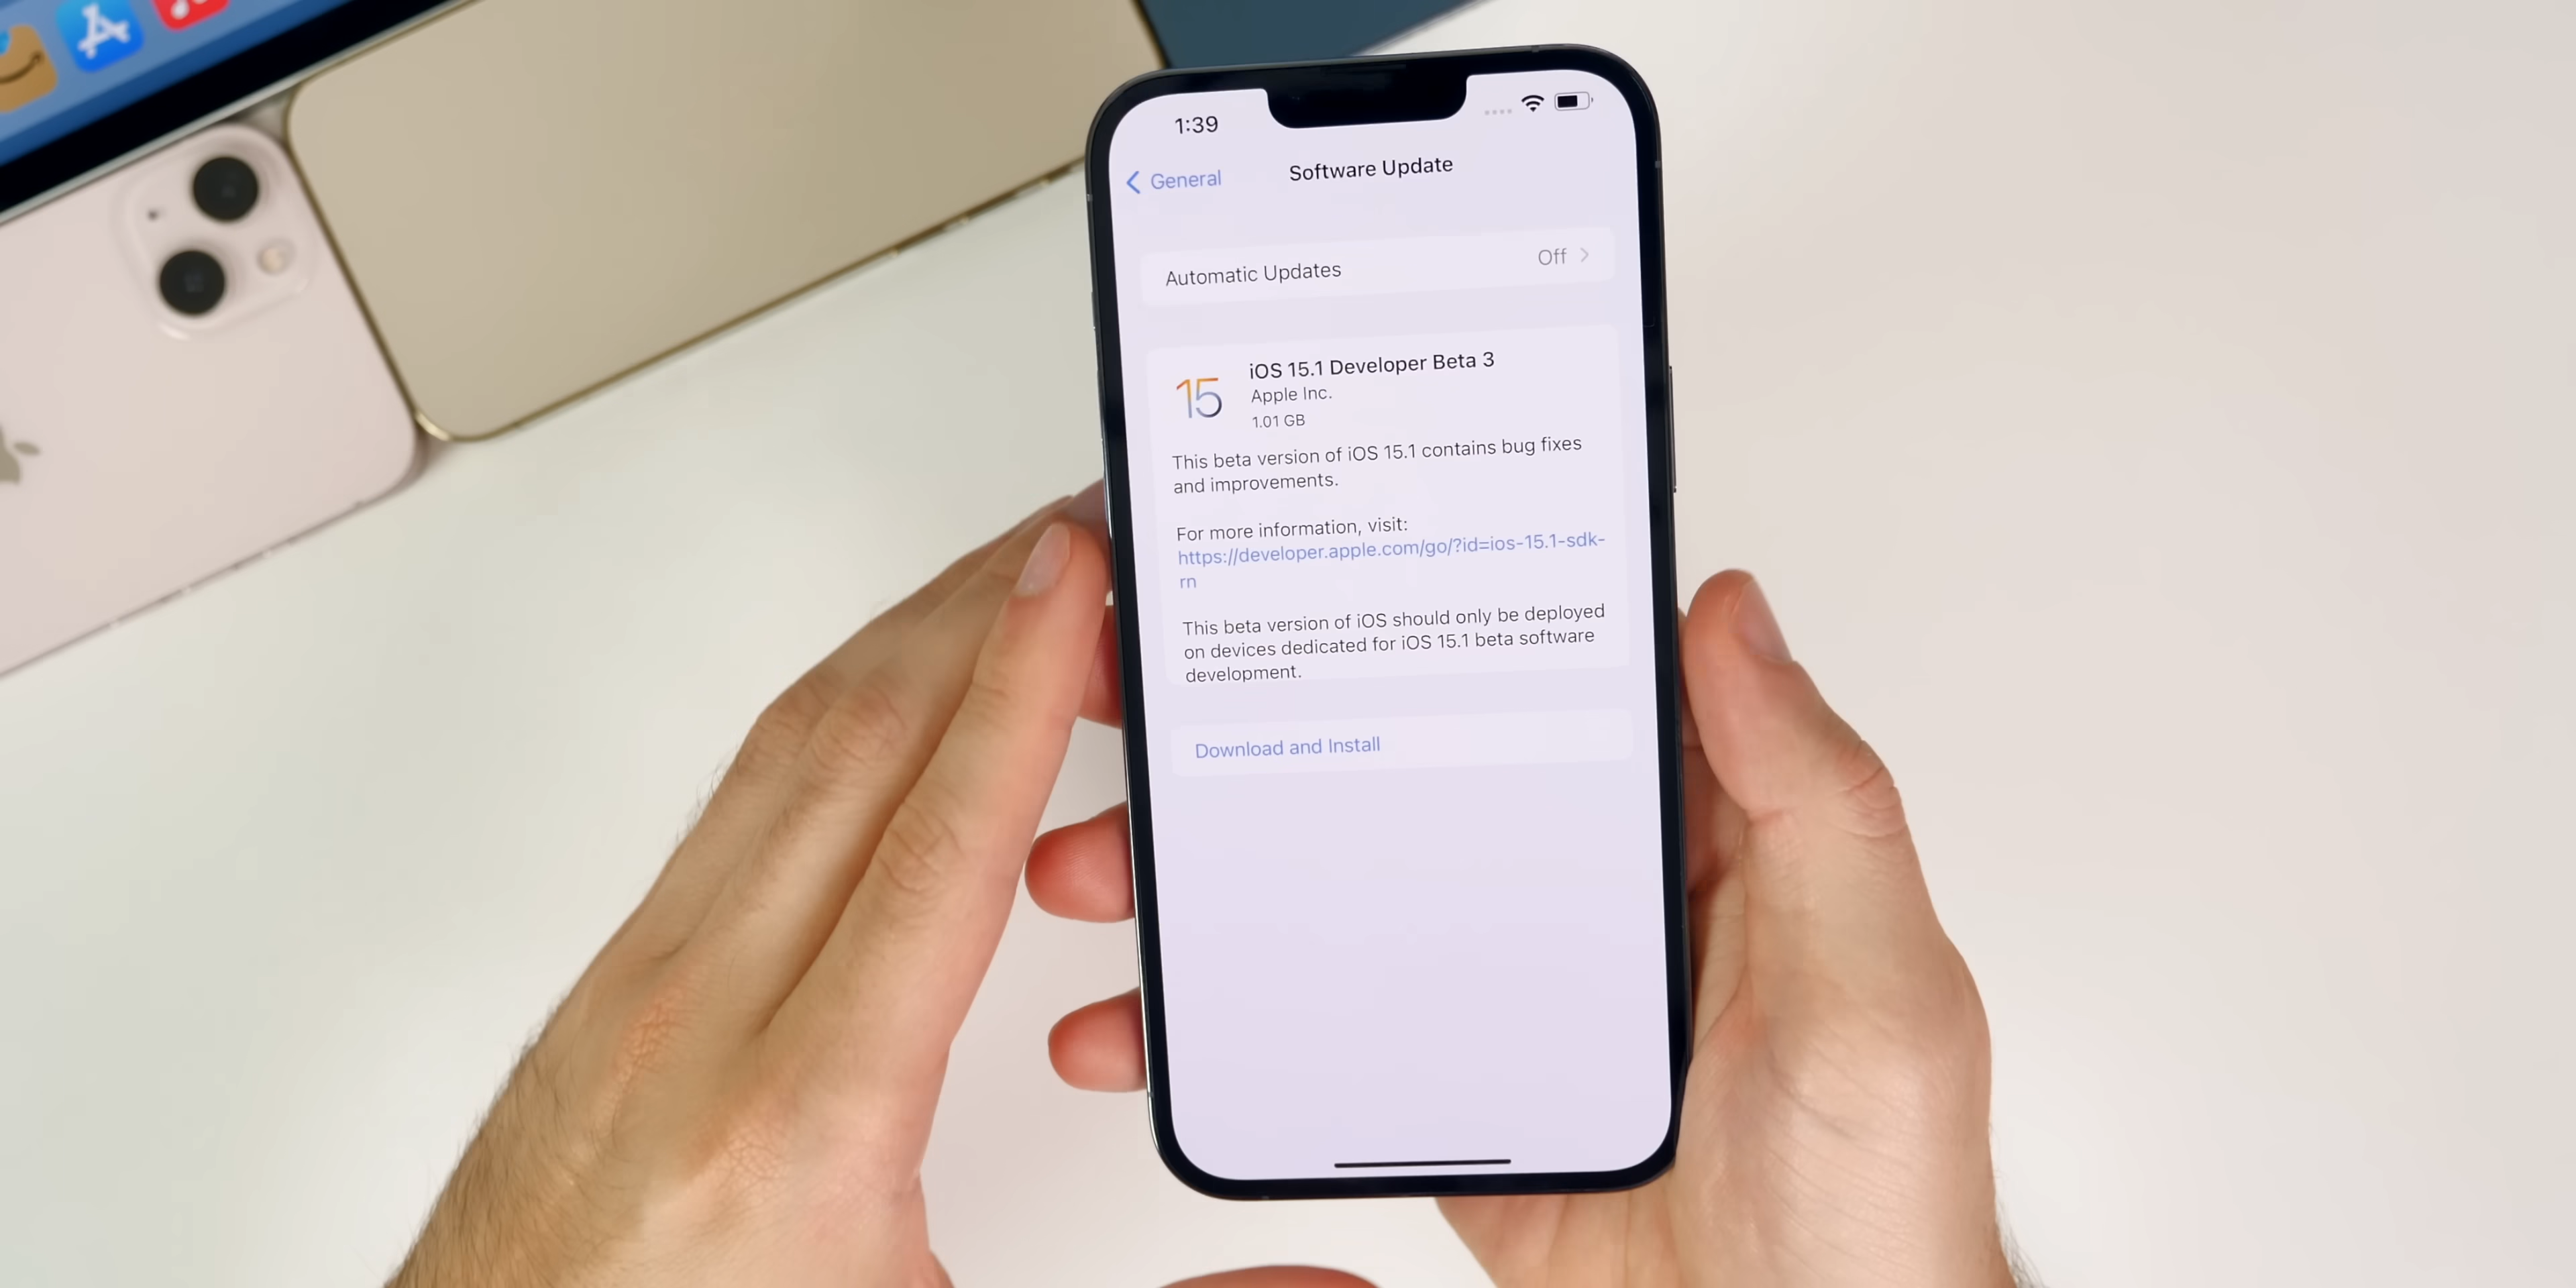 1:39
General
Software Update
Automatic Updates
Off
15
iOS 15.1 Developer Beta 3
Apple Inc.
1.01 GB
This beta version of iOS 15.1 contains bug fixes
and improvements.
For more information, visit:
https://developer.apple.com/go/?id=ios-15.1-sdk-
rn
This beta version of iOS should only be deployed
on devices dedicated for iOS 15.1 beta software
development.
Download and Install